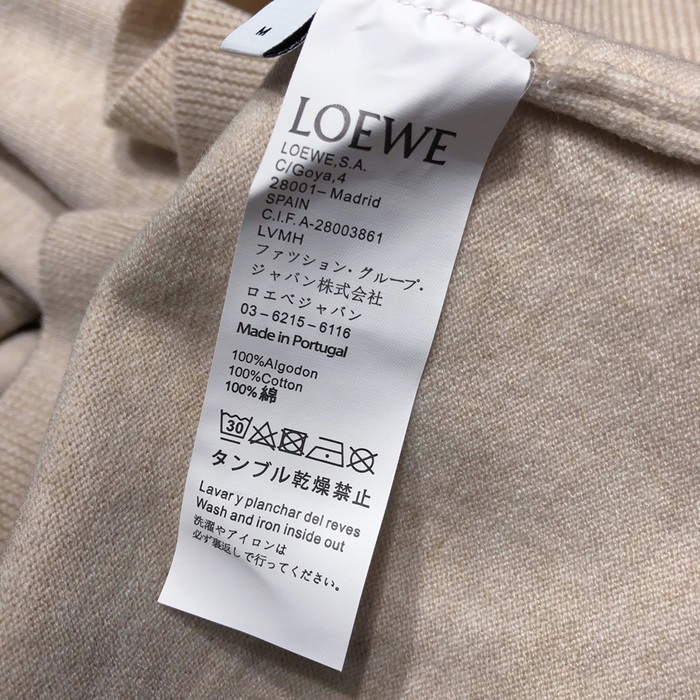 M
LOEWE
LOEWE,S.A.
C/Goya,4
28001-Madrid
SPAIN
C.I.F.A-28003861
LVMH
ファツション・グループ・
ジャパン株式会社
ロエベジャパン
03-6215-6116
Made in Portugal
100%Algodon
100%Cotton
100%綿
30
タンブル乾燥禁止
Lavar y planchar del reves
Wash and iron inside out
洗濯やアイロンは
必ず裏返しで行ってください。